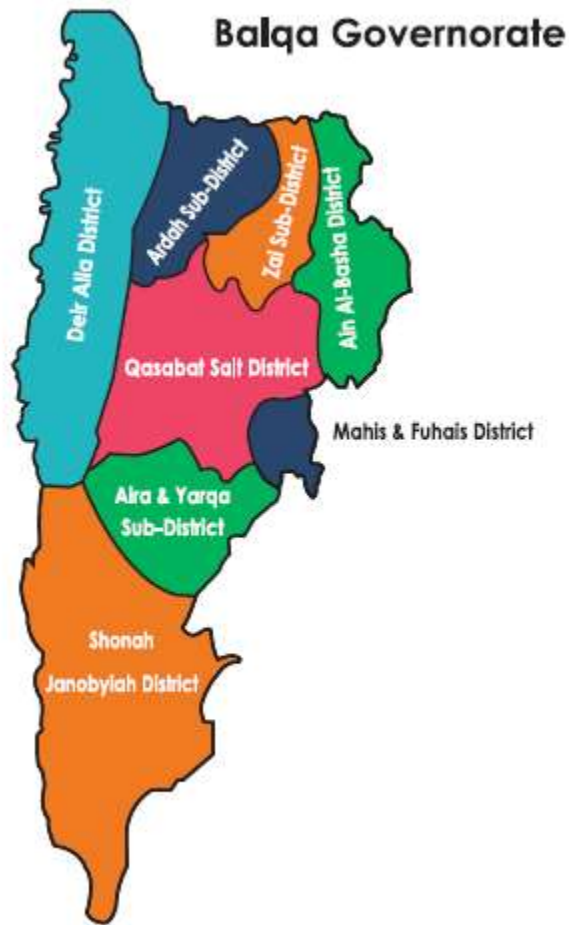 Balqa Governorate
Deir Alla District
Ardah Sub-District
Zai Sub-District
Ain Al-Basha District
Qasabat Salt District
Mahis & Fuhais District
Aira & Yarqa
Sub-District
Shonah
Janobyiah District